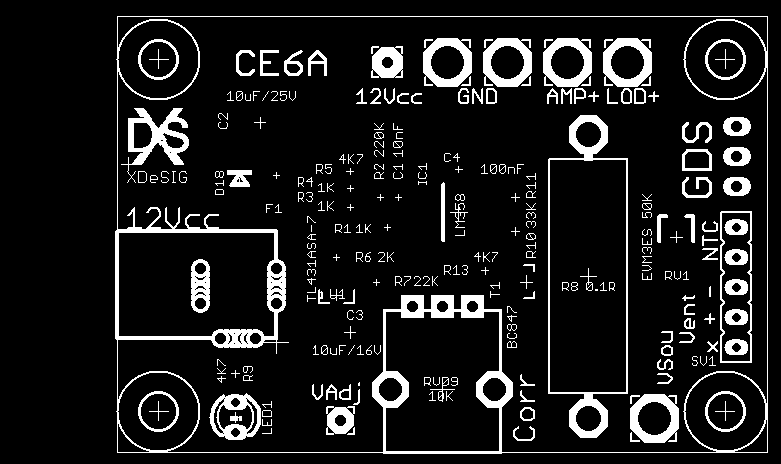 CE6A
12Vcc
GND
AMP+
LOD+
10uF/25V
C2
XDS
XDeSIG
12Vcc
D18
F1
4K7
R5
R4
1K
R3
1K
R2 220K
C1 10nF
IC1
C4
100nF
LM358
R11
R10 33K
R1 1K
R6 2K
TL431ASA-7
U1
R13
4K7
R7 22K
T1
BC847
C3
10uF/16V
R8 0.1R
EVM3ES 50K
RV1
GDS
NTC
Vent
x + -
SV1
VSou
4K7
R9
LED1
VAdj
RV09
10K
Corr